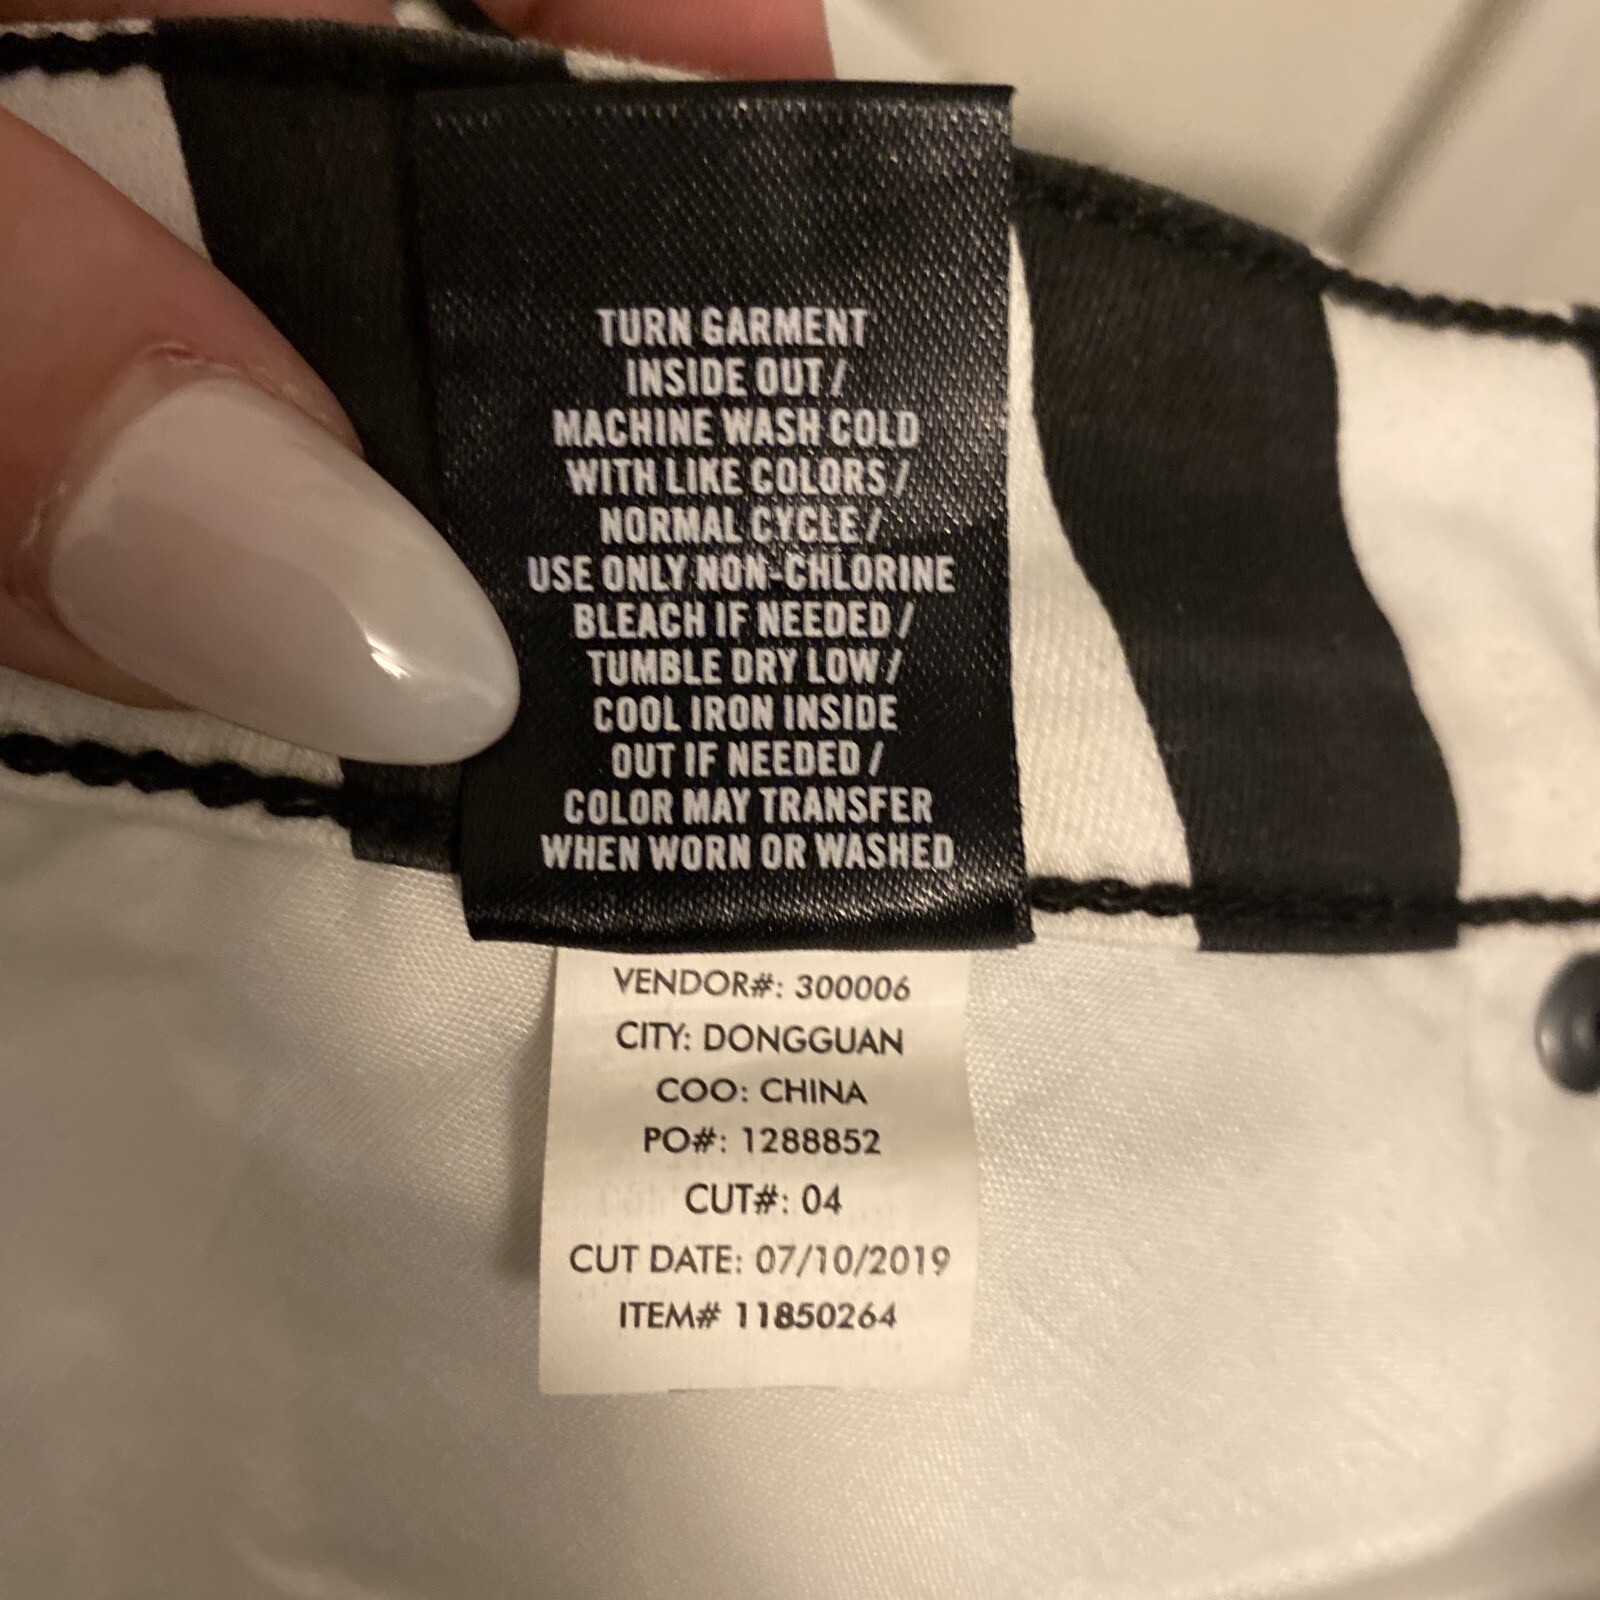 TURN GARMENT
INSIDE OUT /
MACHINE WASH COLD
WITH LIKE COLORS /
NORMAL CYCLE /
USE ONLY NON-CHLORINE
BLEACH IF NEEDED /
TUMBLE DRY LOW /
COOL IRON INSIDE
OUT IF NEEDED /
COLOR MAY TRANSFER
WHEN WORN OR WASHED
VENDOR#: 300006
CITY: DONGGUAN
COO: CHINA
PO#: 1288852
CUT#: 04
CUT DATE: 07/10/2019
ITEM# 11850264